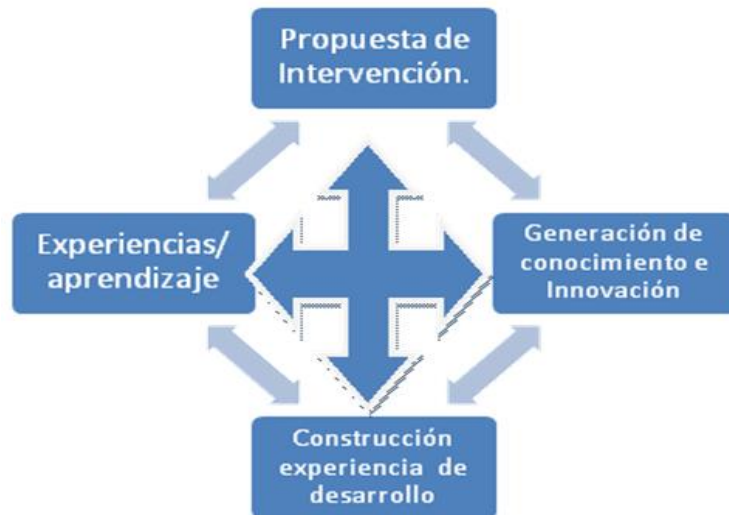 Propuesta de
Intervención.
Experiencias/
aprendizaje
Generación de
conocimiento e
Innovación
Construcción
experiencia de
desarrollo